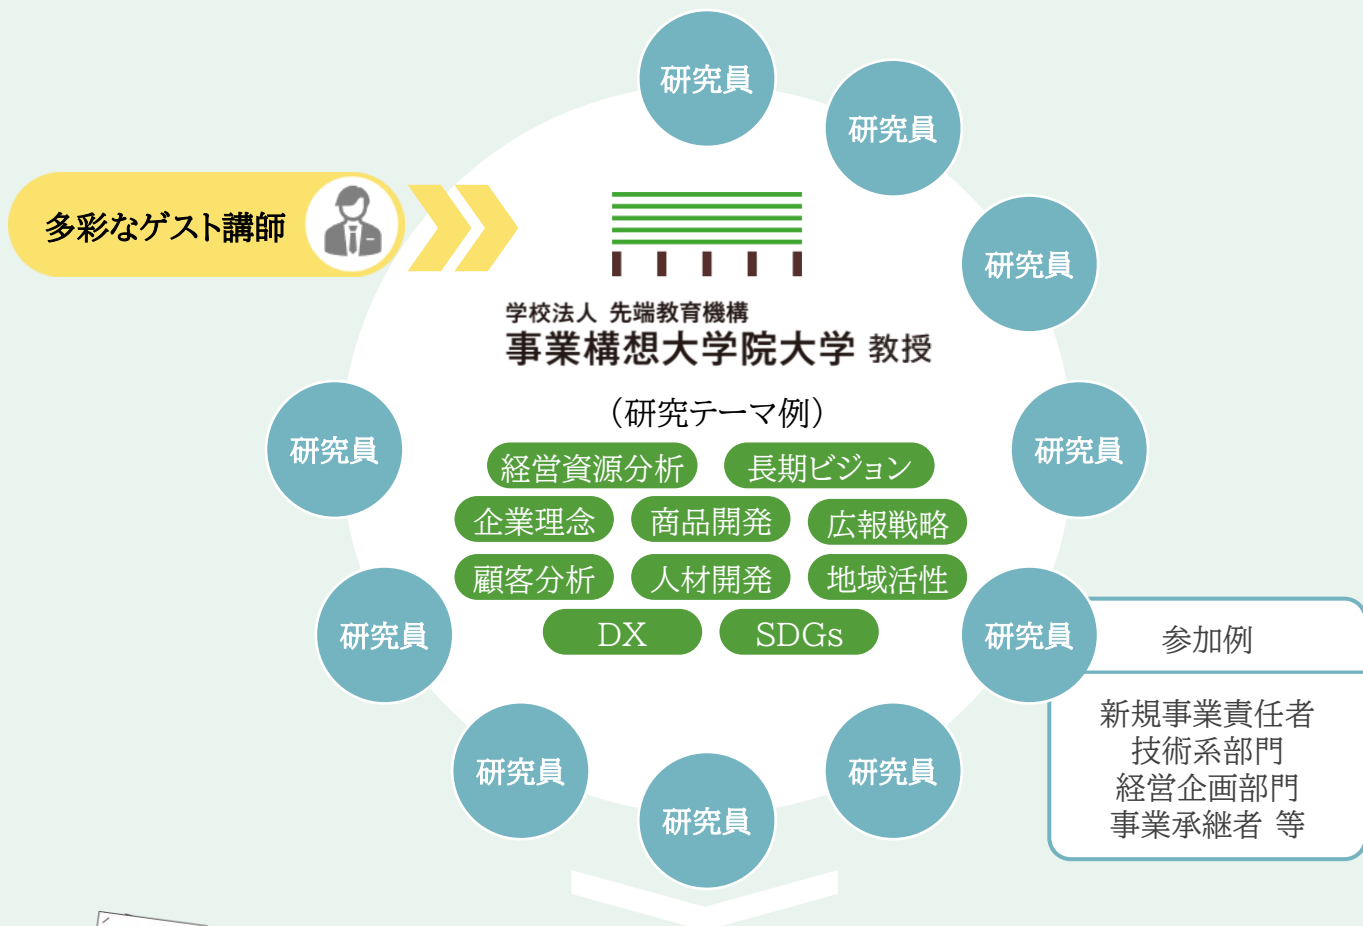 研究員
研究員
研究員
多彩なゲスト講師
学校法人 先端教育機構
事業構想大学院大学 教授
（研究テーマ例）
研究員
研究員
経営資源分析
長期ビジョン
企業理念
商品開発
広報戦略
顧客分析
人材開発
地域活性
DX
SDGs
研究員
研究員
参加例
新規事業責任者
技術系部門
経営企画部門
事業承継者 等
研究員
研究員
研究員